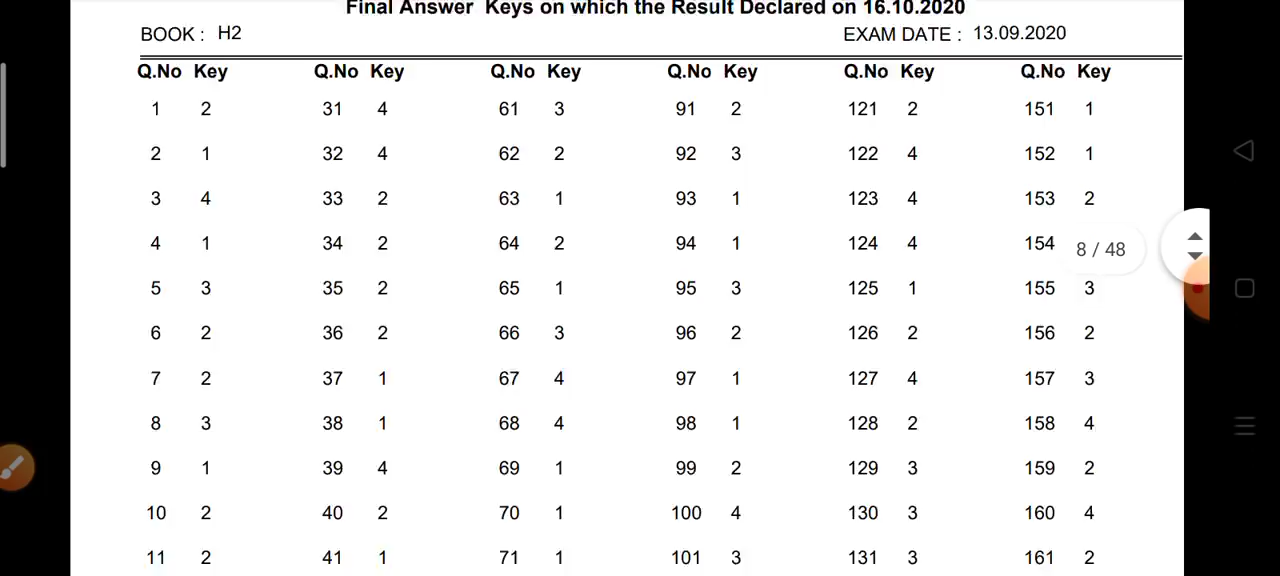 Final Answer Keys on which the Result Declared on 16.10.2020
BOOK : H2 EXAM DATE : 13.09.2020
Q.No Key Q.No Key Q.No Key Q.No Key Q.No Key Q.No Key
1 2 31 4 61 3 91 2 121 2 151 1
2 1 32 4 62 2 92 3 122 4 152 1
3 4 33 2 63 1 93 1 123 4 153 2
4 1 34 2 64 2 94 1 124 4 154 8 / 48
5 3 35 2 65 1 95 3 125 1 155 3
6 2 36 2 66 3 96 2 126 2 156 2
7 2 37 1 67 4 97 1 127 4 157 3
8 3 38 1 68 4 98 1 128 2 158 4
9 1 39 4 69 1 99 2 129 3 159 2
10 2 40 2 70 1 100 4 130 3 160 4
11 2 41 1 71 1 101 3 131 3 161 2